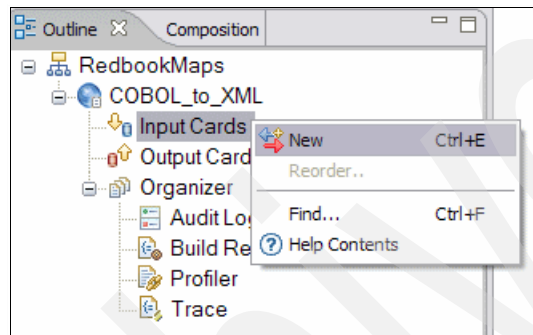 Outline Composition
RedbookMaps
COBOL_to_XML
Input Cards
New Ctrl+E
Output Card
Reorder..
Organizer
Audit Lo
Find... Ctrl+F
Build Re
Help Contents
Profiler
Trace